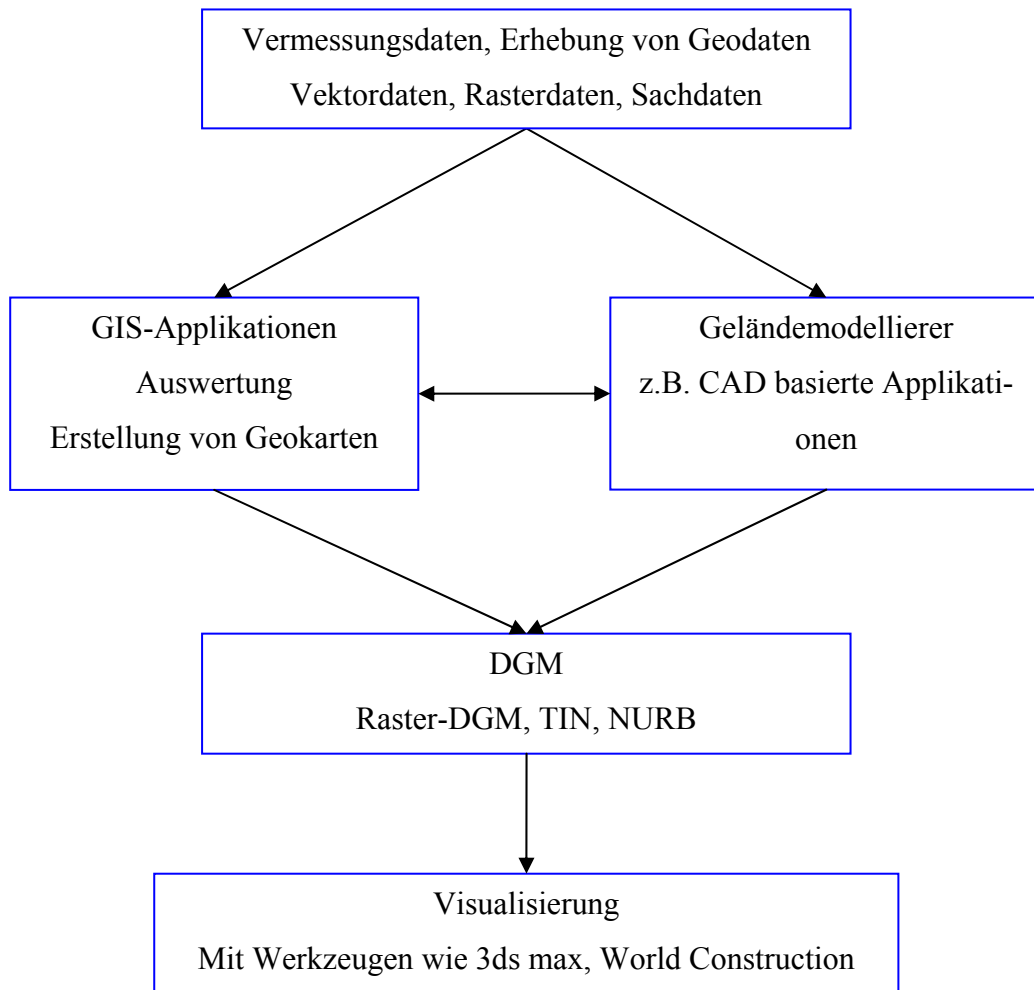 Vermessungsdaten, Erhebung von Geodaten
Vektordaten, Rasterdaten, Sachdaten
GIS-Applikationen
Auswertung
Erstellung von Geokarten
Geländemodellierer
z.B. CAD basierte Applikati-
onen
DGM
Raster-DGM, TIN, NURB
Visualisierung
Mit Werkzeugen wie 3ds max, World Construction